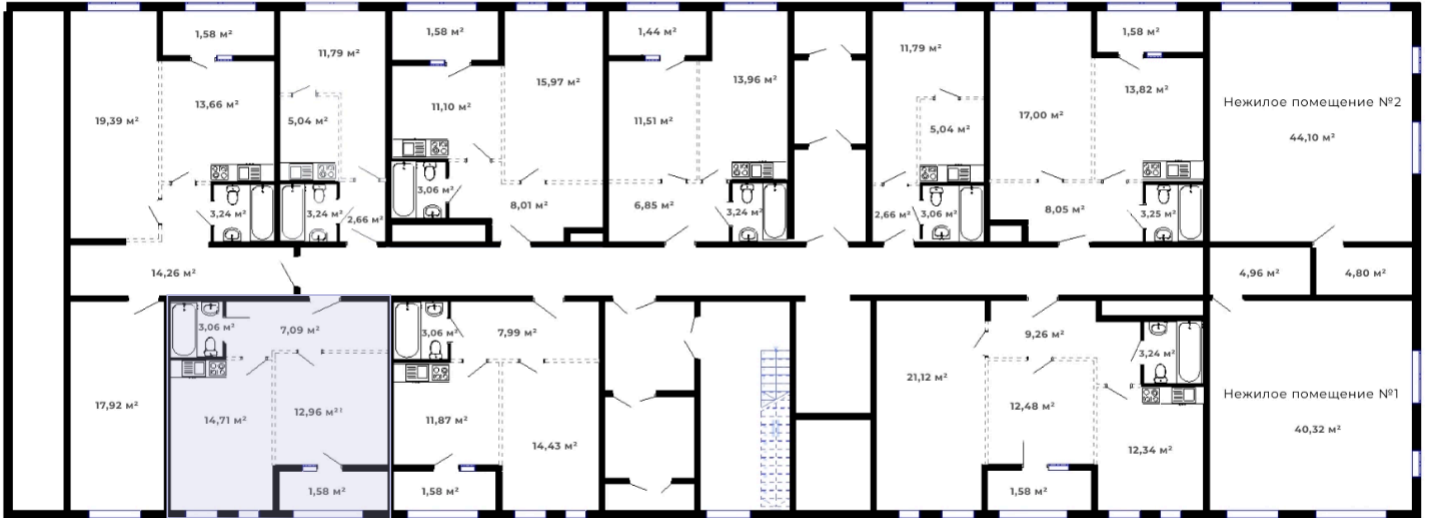 1,58 м²
1,58 м²
1,44 м²
1,58 м²
11,79 м²
11,79 м²
15,97 м²
13,96 м²
13,82 м²
13,66 м²
11,10 м²
Нежилое помещение №2
19,39 м²
5,04 м²
11,51 м²
5,04 м²
17,00 м²
44,10 м²
3,06 м²
3,24 м²
3,24 м²
2,66 м²
8,01 м²
6,85 м²
3,24 м²
2,66 м²
3,06 м²
8,05 м²
3,25 м²
14,26 м²
4,96 м²
4,80 м²
3,06 м²
7,09 м²
3,06 м²
7,99 м²
9,26 м²
3,24 м²
21,12 м²
17,92 м²
14,71 м²
12,96 м²¹
11,87 м²
14,43 м²
12,48 м²
12,34 м²
Нежилое помещение №1
40,32 м²
1,58 м²
1,58 м²
1,58 м²